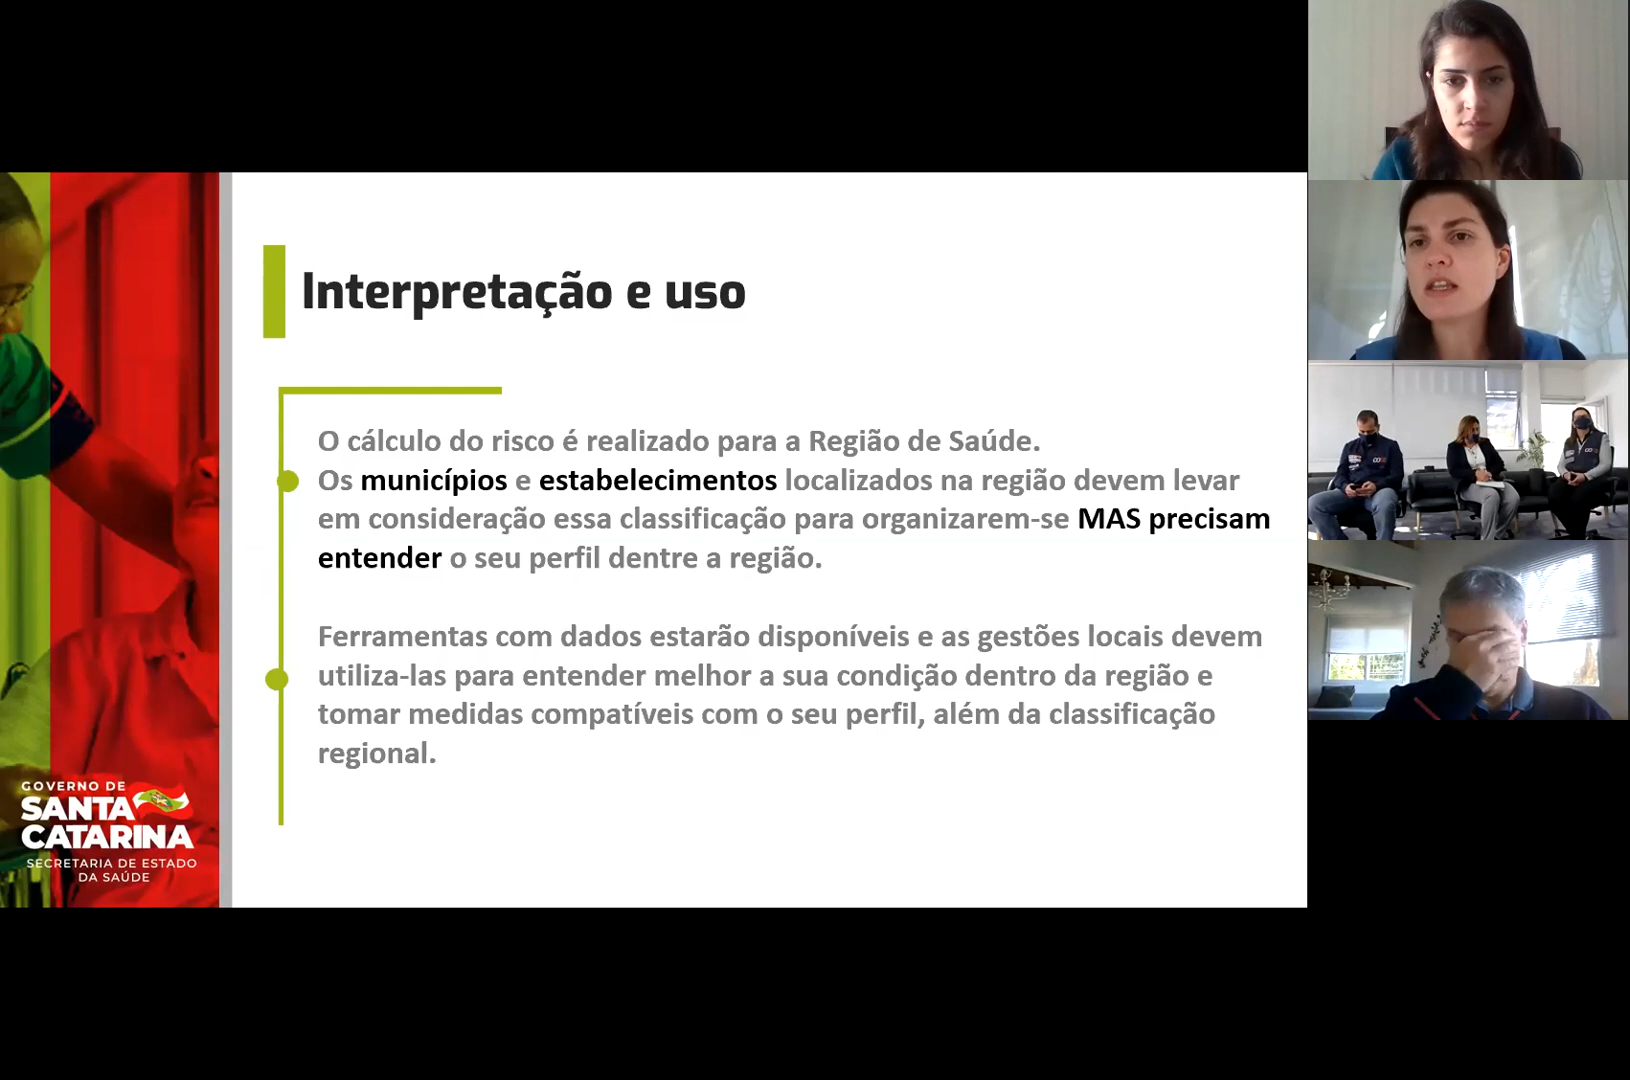 Interpretação e uso
O cálculo do risco é realizado para a Região de Saúde.
Os municípios e estabelecimentos localizados na região devem levar
em consideração essa classificação para organizarem-se MAS precisam
entender o seu perfil dentre a região.
Ferramentas com dados estarão disponíveis e as gestões locais devem
utiliza-las para entender melhor a sua condição dentro da região e
tomar medidas compatíveis com o seu perfil, além da classificação
regional.
GOVERNO DE
SANTA
CATARINA
SECRETARIA DE ESTADO
DA SAÚDE